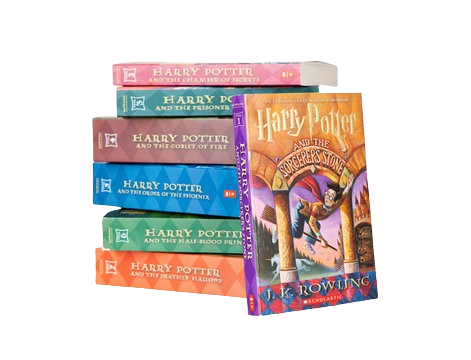 HARRY POTTER
AND THE CHAMBER OF SECRETS
HARRY POTTER
AND THE PRISONER
HARRY POTTER
AND THE GOBLET OF FIRE
HARRY POTTER
AND THE ORDER OF THE PHOENIX
HARRY POTTER
AND THE HALF-BLOOD PRIN
HARRY POTTER
AND THE DEATHLY HALLOWS
1
HARRY POTTER
Harry Potter
AND THE
SORCERER'S STONE
J. K. ROWLING
SCHOLASTIC